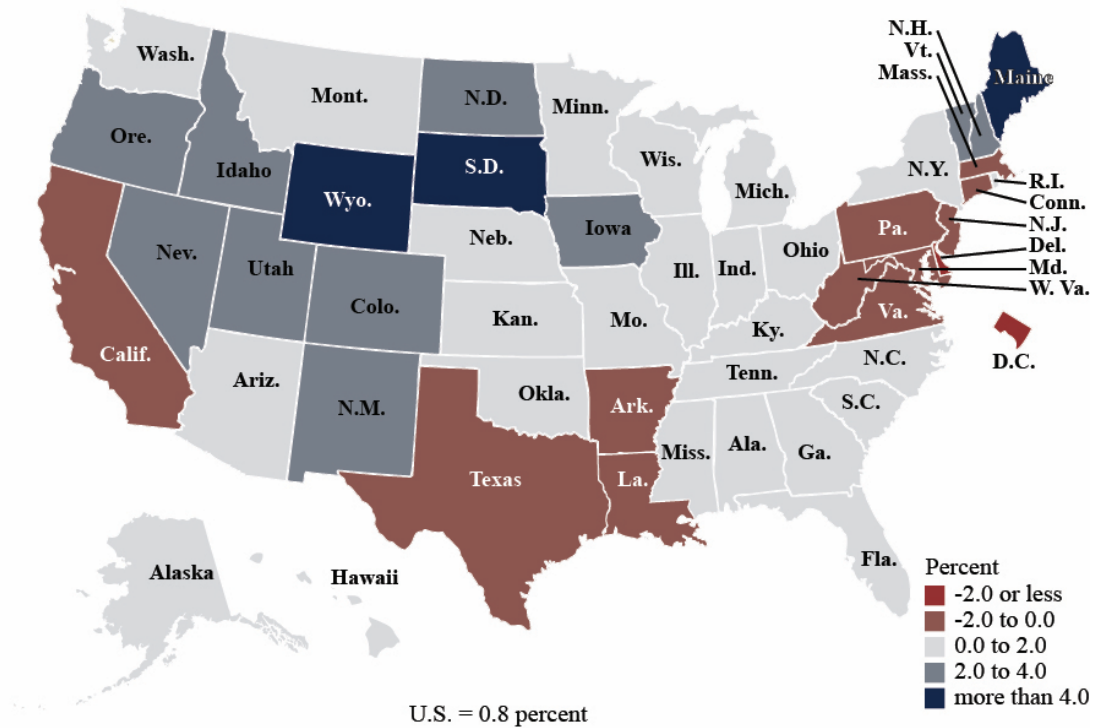 N.H.
Vt.
Mass.
Maine
Wash.
Mont.
N.D.
Minn.
Ore.
Idaho
Wyo.
S.D.
Wis.
Mich.
N.Y.
R.I.
Conn.
N.J.
Del.
Md.
W. Va.
Nev.
Utah
Colo.
Neb.
Iowa
Ill.
Ind.
Ohio
Pa.
Va.
D.C.
Calif.
Ariz.
N.M.
Kan.
Mo.
Ky.
Okla.
Ark.
Tenn.
N.C.
S.C.
Texas
La.
Miss.
Ala.
Ga.
Fla.
Alaska
Hawaii
Percent
-2.0 or less
-2.0 to 0.0
0.0 to 2.0
2.0 to 4.0
more than 4.0
U.S. = 0.8 percent